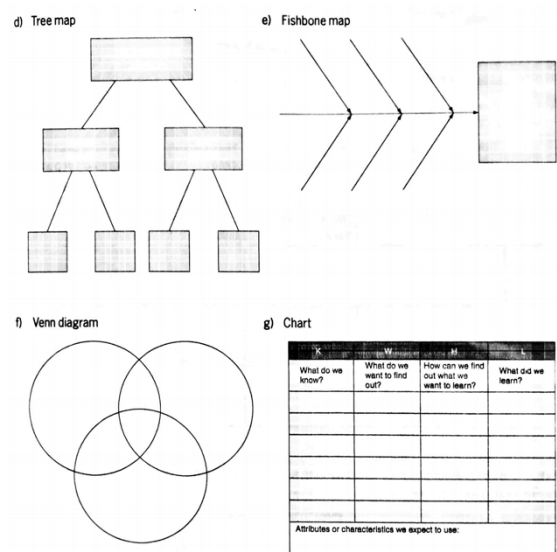 d) Tree map
e) Fishbone map
f) Venn diagram
g) Chart
K W H L
What do we know?
What do we want to find out?
How can we find out what we want to learn?
What did we learn?
Attributes or characteristics we expect to use: